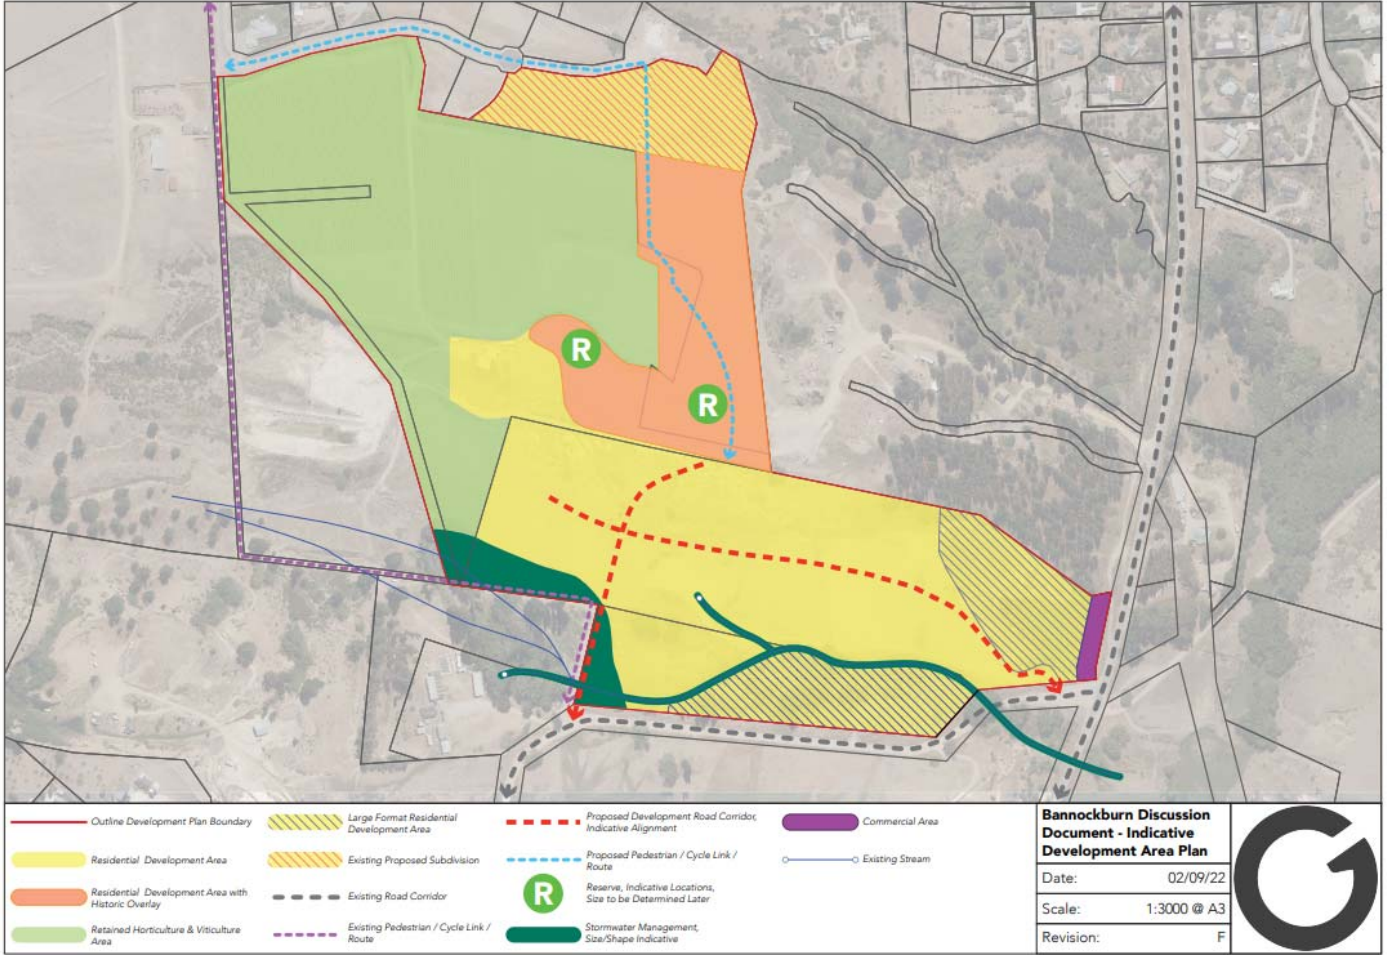 R
R
Outline Development Plan Boundary
Residential Development Area
Residential Development Area with
Historic Overlay
Retained Horticulture & Viticulture
Area
Large Format Residential
Development Area
Existing Proposed Subdivision
Existing Road Corridor
Existing Pedestrian / Cycle Link /
Route
Proposed Development Road Corridor,
Indicative Alignment
Proposed Pedestrian / Cycle Link /
Route
R
Reserve, Indicative Locations,
Size to be Determined Later
Stormwater Management,
Size/Shape Indicative
Commercial Area
Existing Stream
Bannockburn Discussion
Document - Indicative
Development Area Plan
Date: 02/09/22
Scale: 1:3000 @ A3
Revision: F